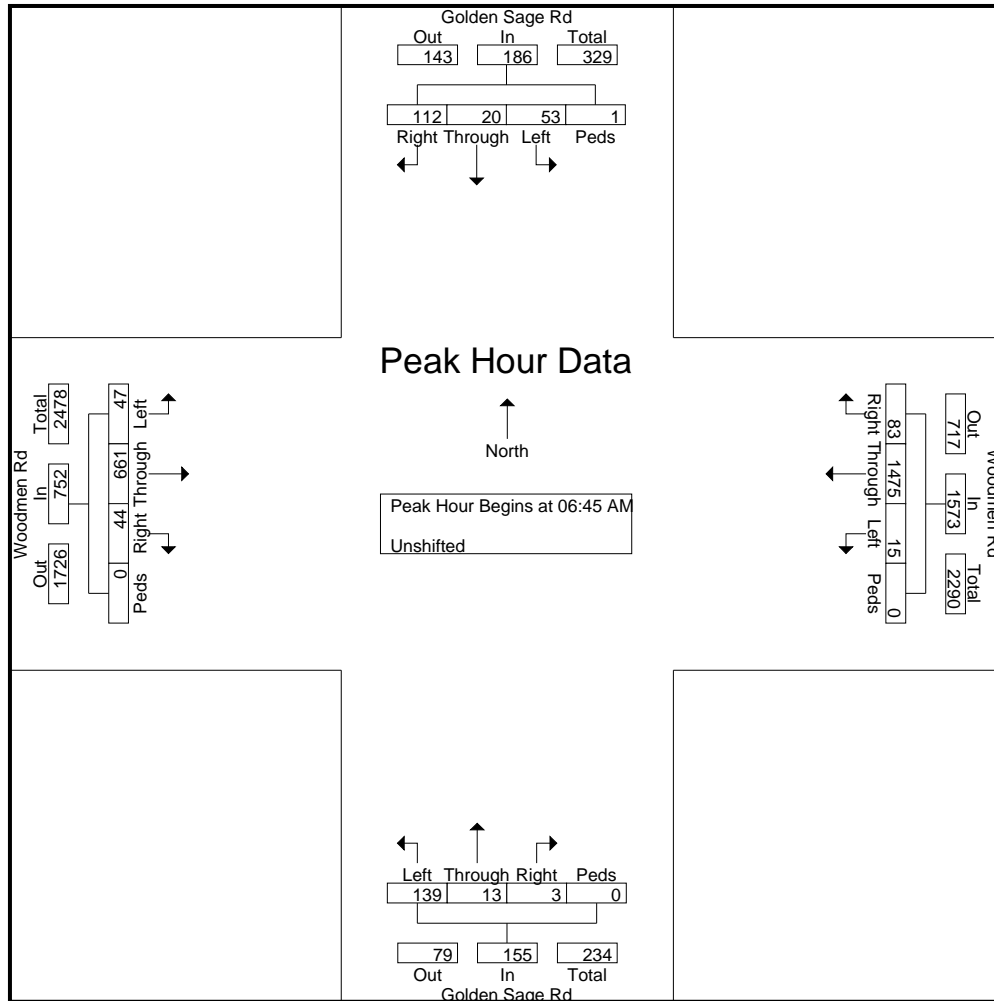 Golden Sage Rd
Out In Total
143 186 329
112 20 53 1
Right Through Left Peds
Peak Hour Data
North
Peak Hour Begins at 06:45 AM
Unshifted
Woodmen Rd
Total In Out
2478 752 1726
47 661 44 0
Left Through Right Peds
Right Through Left Peds
83 1475 15 0
Out In Total
717 1573 2290
Woodmen Rd
Left Through Right Peds
139 13 3 0
79 155 234
Out In Total
Golden Sage Rd